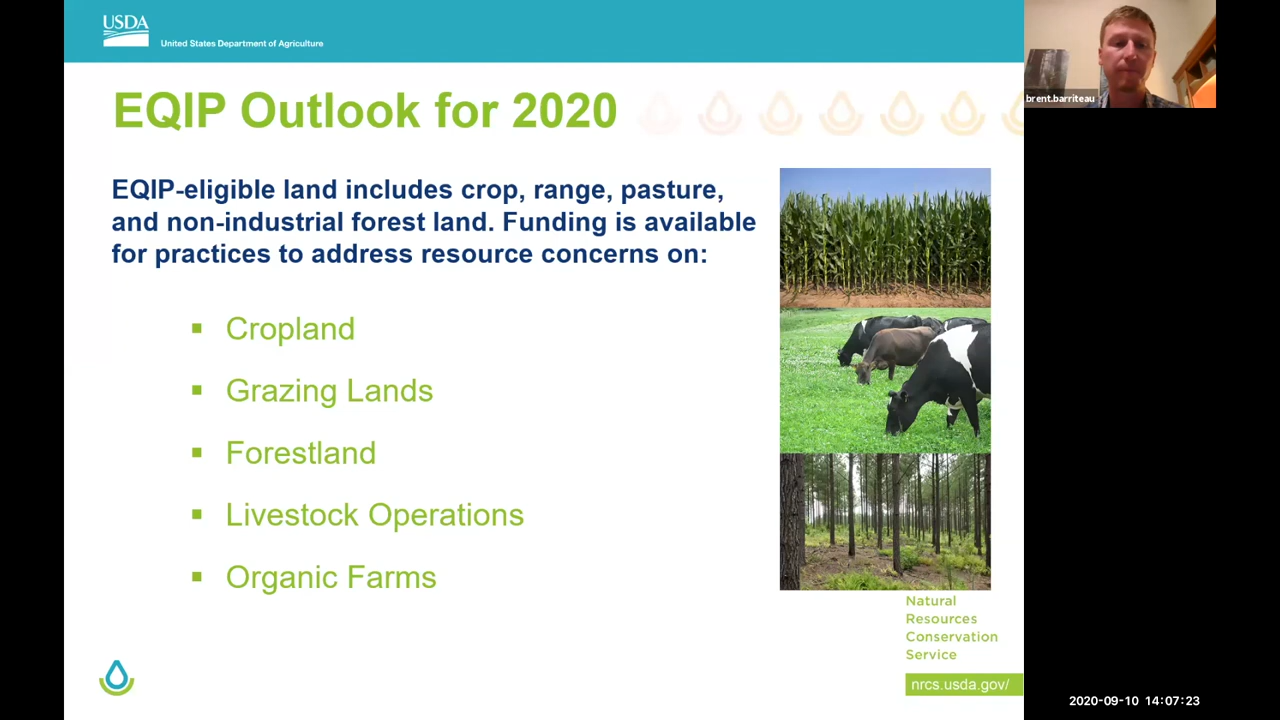 USDA
United States Department of Agriculture
brent.barriteau
EQIP Outlook for 2020
EQIP-eligible land includes crop, range, pasture,
and non-industrial forest land. Funding is available
for practices to address resource concerns on:
▪ Cropland
▪ Grazing Lands
▪ Forestland
▪ Livestock Operations
▪ Organic Farms
Natural
Resources
Conservation
Service
nrcs.usda.gov/
2020-09-10 14:07:23